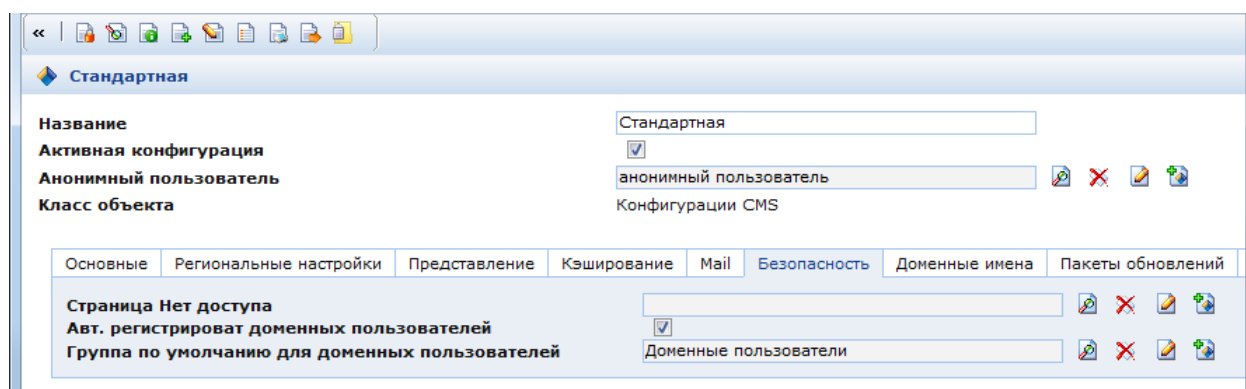 «
Стандартная
Название Стандартная
Активная конфигурация
Анонимный пользователь анонимный пользователь
Класс объекта Конфигурации CMS
Основные Региональные настройки Представление Кэширование Mail Безопасность Доменные имена Пакеты обновлений
Страница Нет доступа
Авт. регистрироват доменных пользователей
Группа по умолчанию для доменных пользователей Доменные пользователи